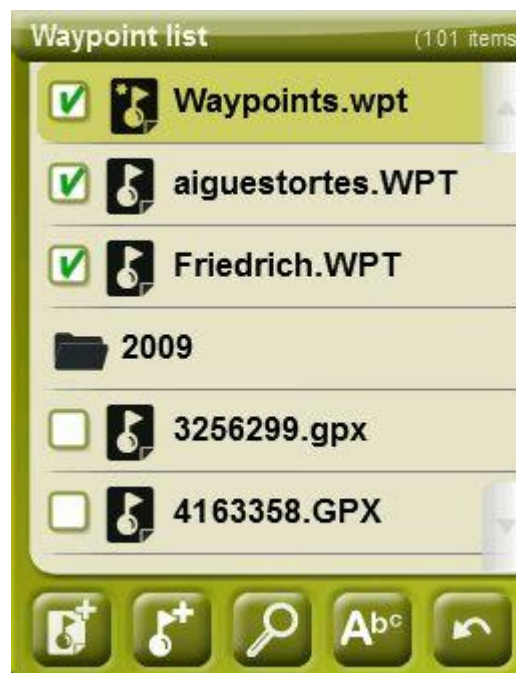 Waypoint list (101 items
Waypoints.wpt
aiguestortes.WPT
Friedrich.WPT
2009
3256299.gpx
4163358.GPX
Abc